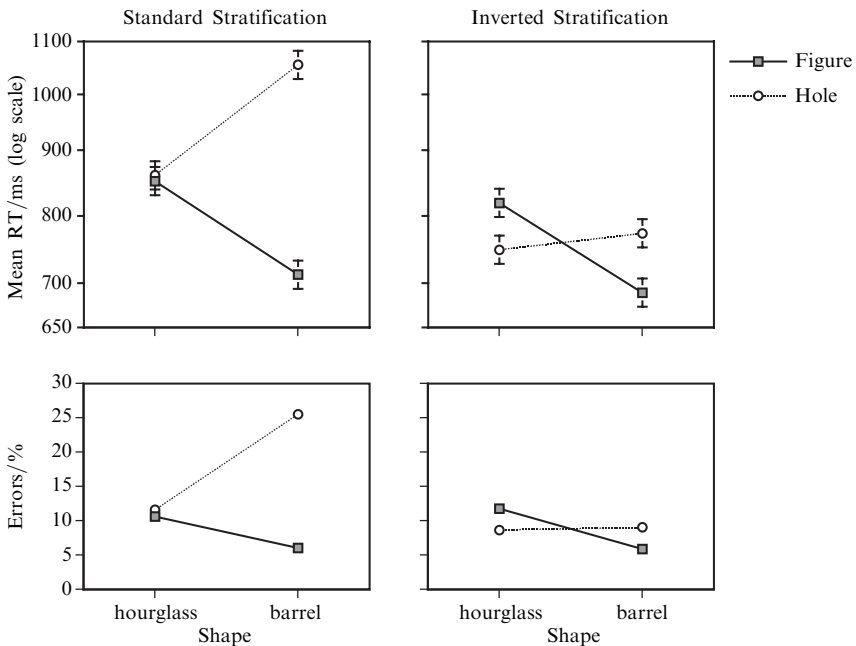 Standard Stratification
Inverted Stratification
Mean RT/ms (log scale)
1100
1000
900
800
700
650
Figure
Hole
Errors/%
30
25
20
15
10
5
0
hourglass barrel
Shape
hourglass barrel
Shape